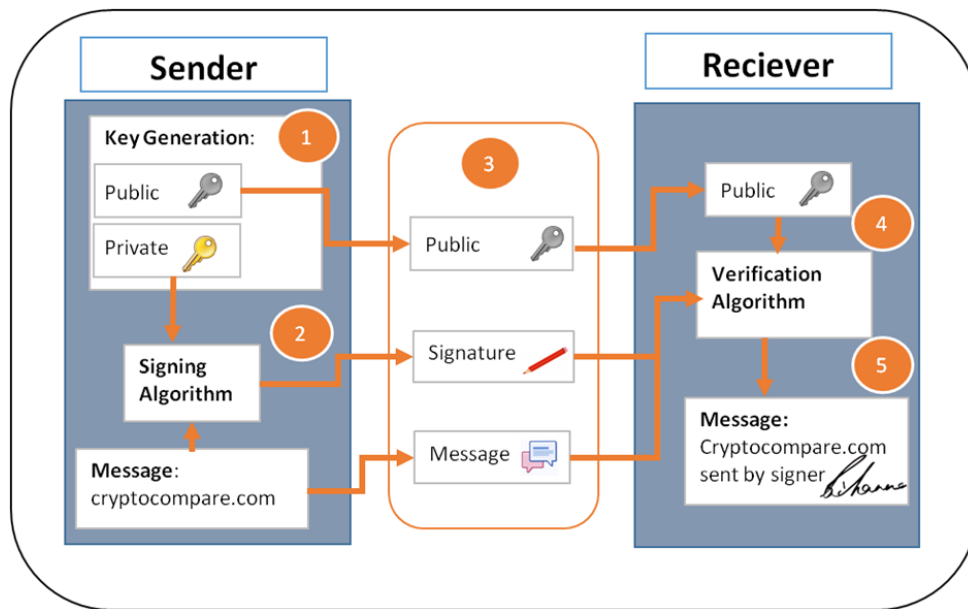 Sender
Reciever
Key Generation:
1
Public
Private
2
Signing
Algorithm
Message:
cryptocompare.com
3
Public
Signature
Message
Public
4
Verification
Algorithm
5
Message:
Cryptocompare.com
sent by signer